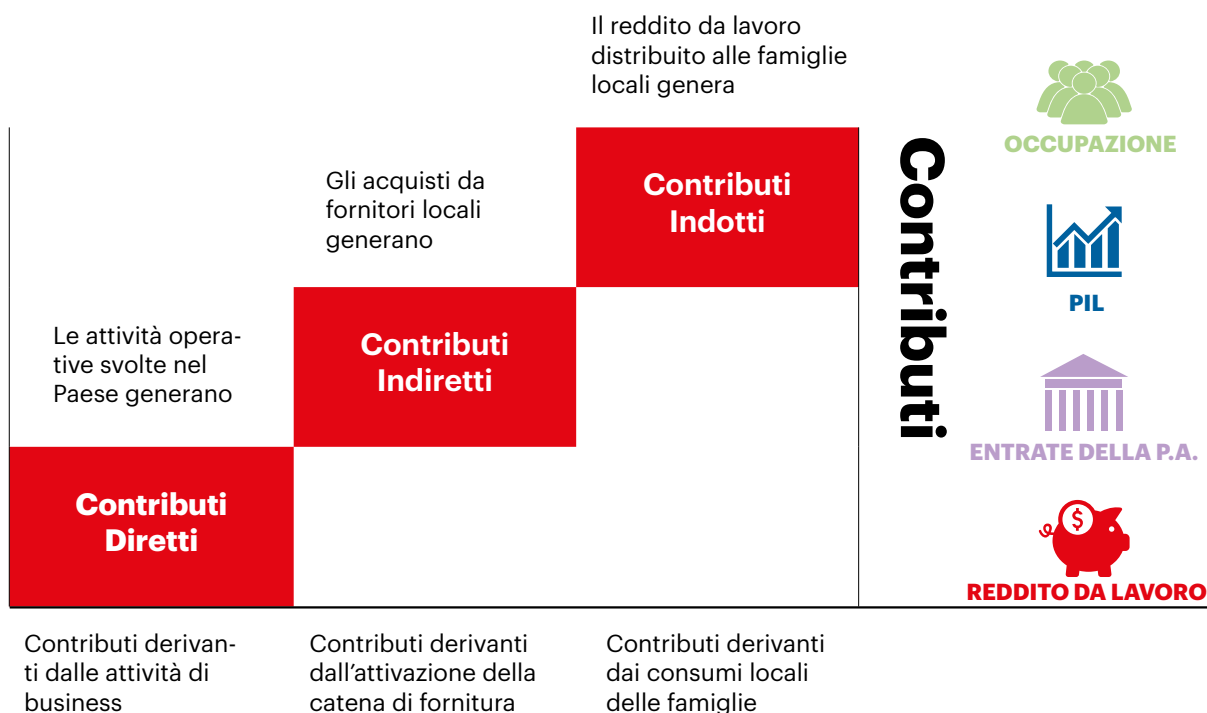 Il reddito da lavoro
distribuito alle famiglie
locali genera
Gli acquisti da
fornitori locali
generano
Le attività opera-
tive svolte nel
Paese generano
Contributi
Diretti
Contributi
Indiretti
Contributi
Indotti
Contributi
OCCUPAZIONE
PIL
ENTRATE DELLA P.A.
$
REDDITO DA LAVORO
Contributi derivan-
ti dalle attività di
business
Contributi derivanti
dall'attivazione della
catena di fornitura
Contributi derivanti
dai consumi locali
delle famiglie